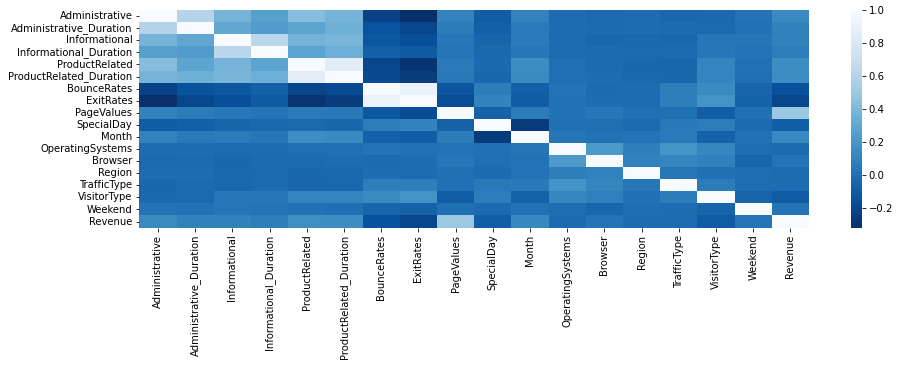 Administrative
Administrative_Duration
Informational
Informational_Duration
ProductRelated
ProductRelated_Duration
BounceRates
ExitRates
PageValues
SpecialDay
Month
OperatingSystems
Browser
Region
TrafficType
VisitorType
Weekend
Revenue
Administrative
Administrative_Duration
Informational
Informational_Duration
ProductRelated
ProductRelated_Duration
BounceRates
ExitRates
PageValues
SpecialDay
Month
OperatingSystems
Browser
Region
TrafficType
VisitorType
Weekend
Revenue
1.0
0.8
0.6
0.4
0.2
0.0
−0.2